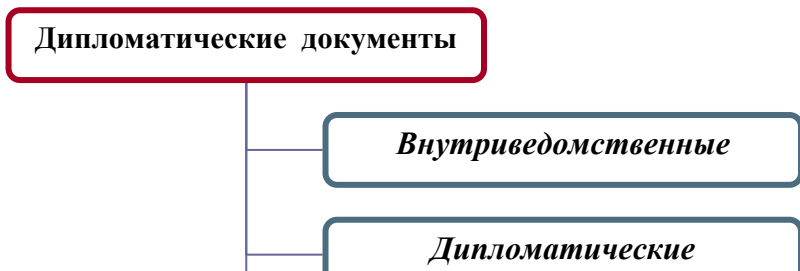 Дипломатические документы
Внутриведомственные
Дипломатические